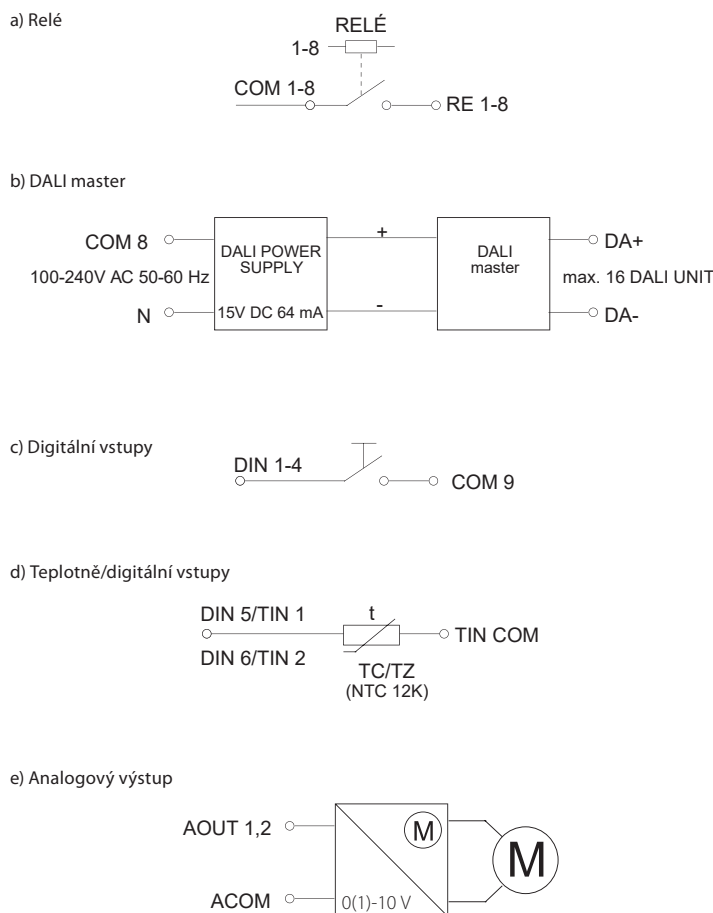 a) Relé
RELÉ
1-8
COM 1-8
RE 1-8
b) DALI master
COM 8
100-240V AC 50-60 Hz
N
DALI POWER
SUPPLY
15V DC 64 mA
+
-
DALI
master
DA+
max. 16 DALI UNIT
DA-
c) Digitální vstupy
DIN 1-4
COM 9
d) Teplotně/digitální vstupy
DIN 5/TIN 1
DIN 6/TIN 2
t
TC/TZ
(NTC 12K)
TIN COM
e) Analogový výstup
AOUT 1,2
ACOM
M
0(1)-10 V
M